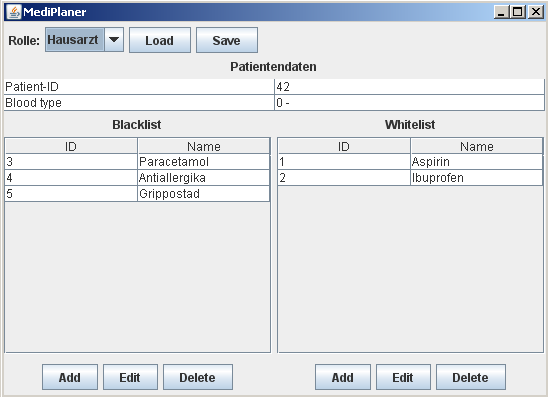 MediPlaner
Rolle: Hausarzt Load Save
Patientendaten
Patient-ID 42
Blood type 0 -
Blacklist Whitelist
ID Name ID Name
3 Paracetamol 1 Aspirin
4 Antiallergika 2 Ibuprofen
5 Grippostad
Add Edit Delete Add Edit Delete